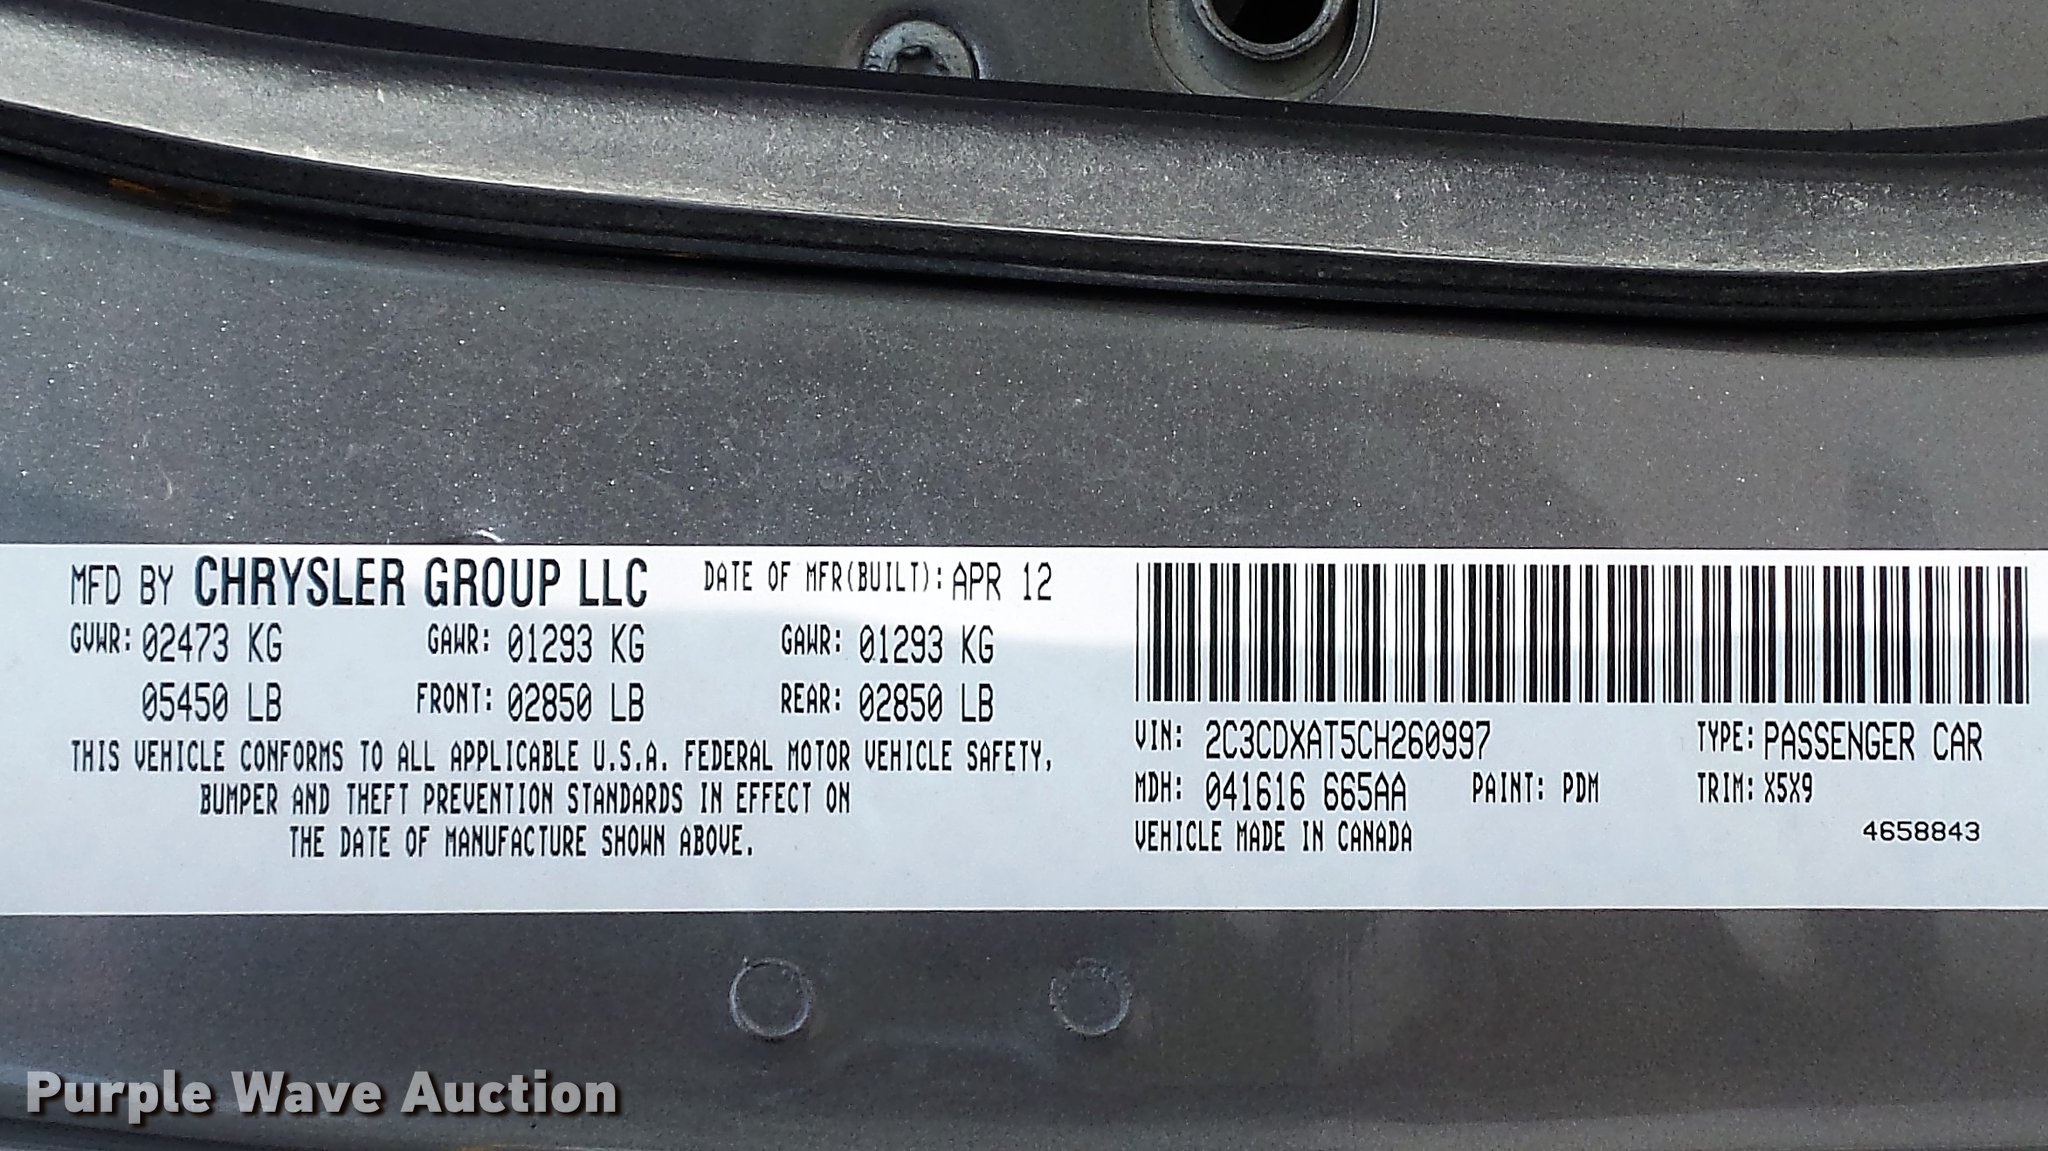 MFD BY CHRYSLER GROUP LLC DATE OF MFR(BUILT): APR 12
GVWR: 02473 KG GAWR: 01293 KG GAWR: 01293 KG
05450 LB FRONT: 02850 LB REAR: 02850 LB
THIS VEHICLE CONFORMS TO ALL APPLICABLE U.S.A. FEDERAL MOTOR VEHICLE SAFETY,
BUMPER AND THEFT PREVENTION STANDARDS IN EFFECT ON
THE DATE OF MANUFACTURE SHOWN ABOVE.
VIN: 2C3CDXAT5CH260997 TYPE: PASSENGER CAR
MDH: 041616 665AA PAINT: PDM TRIM: X5X9
VEHICLE MADE IN CANADA 4658843
Purple Wave Auction